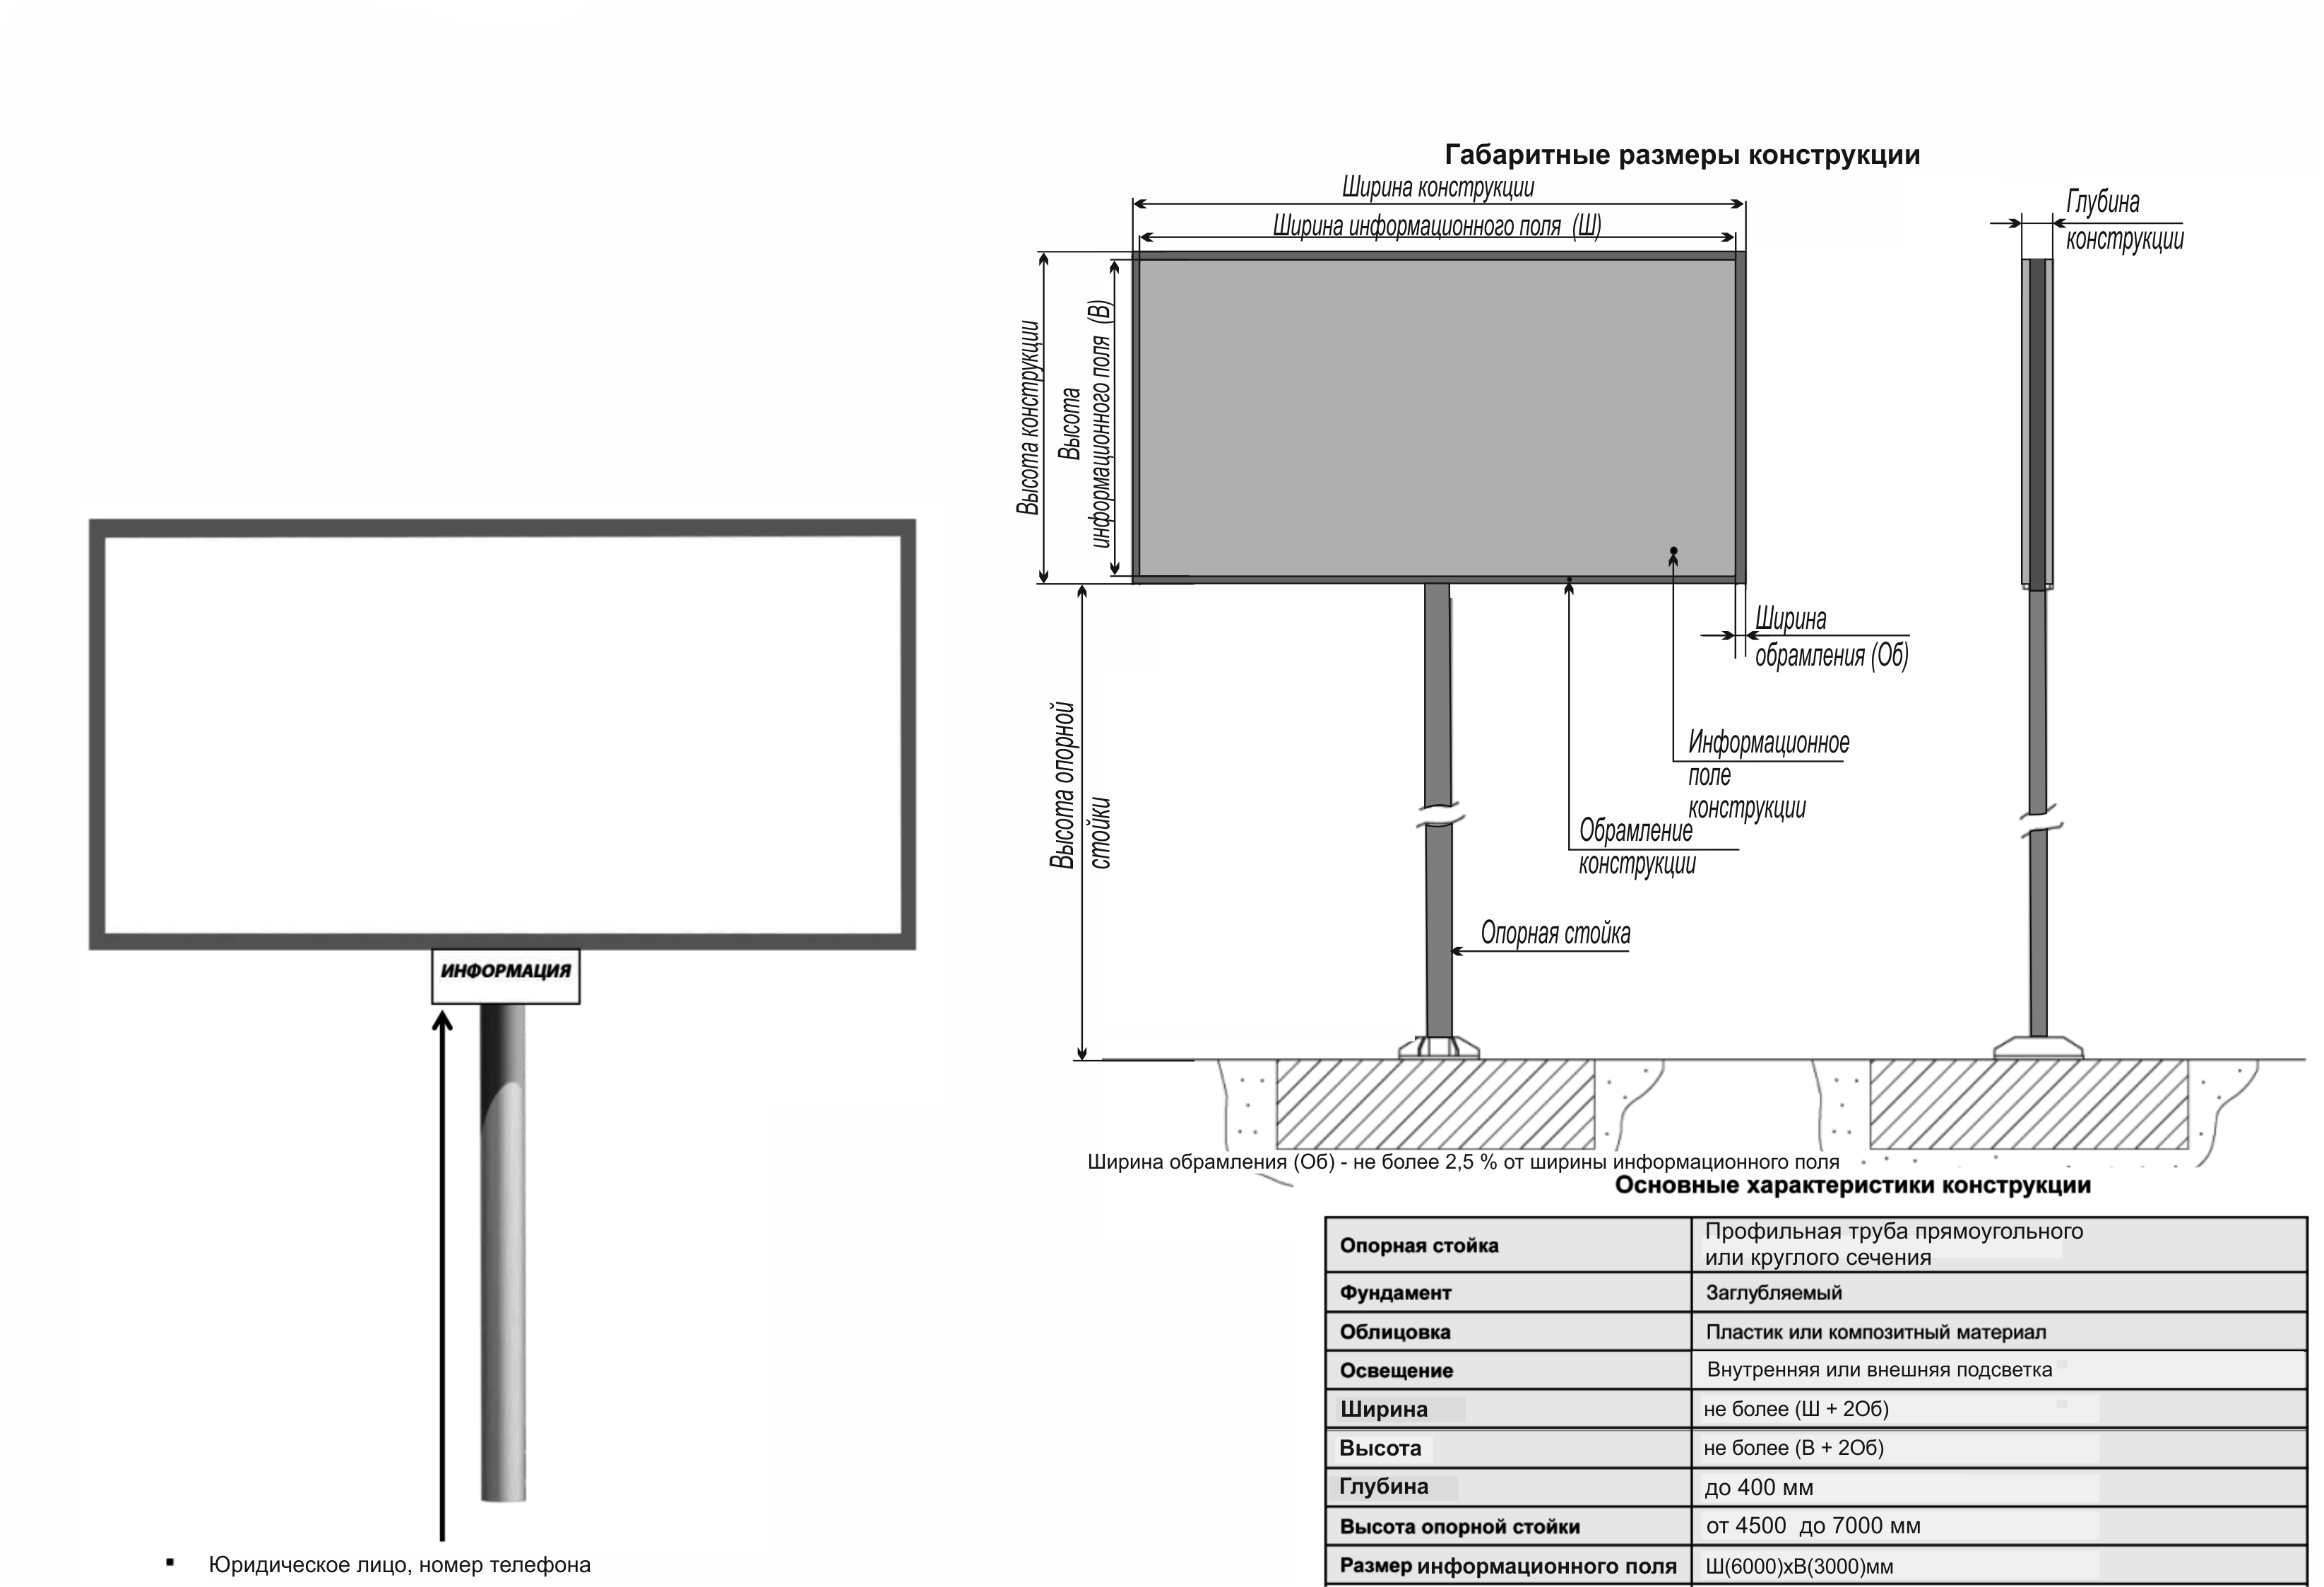 Габаритные размеры конструкции
Ширина конструкции
Ширина информационного поля (Ш)
Глубина
конструкции
Высота конструкции
Высота
информационного поля (В)
Ширина
обрамления (Об)
Высота опорной
стойки
Информационное
поле
конструкции
Обрамление
конструкции
Опорная стойка
ИНФОРМАЦИЯ
Юридическое лицо, номер телефона
Ширина обрамления (Об) - не более 2,5 % от ширины информационного поля
Основные характеристики конструкции
Опорная стойка
Профильная труба прямоугольного
или круглого сечения
Фундамент
Заглубляемый
Облицовка
Пластик или композитный материал
Освещение
Внутренняя или внешняя подсветка
Ширина
не более (Ш + 2Об)
Высота
не более (В + 2Об)
Глубина
до 400 мм
Высота опорной стойки
от 4500 до 7000 мм
Размер информационного поля
Ш(6000)хВ(3000)мм